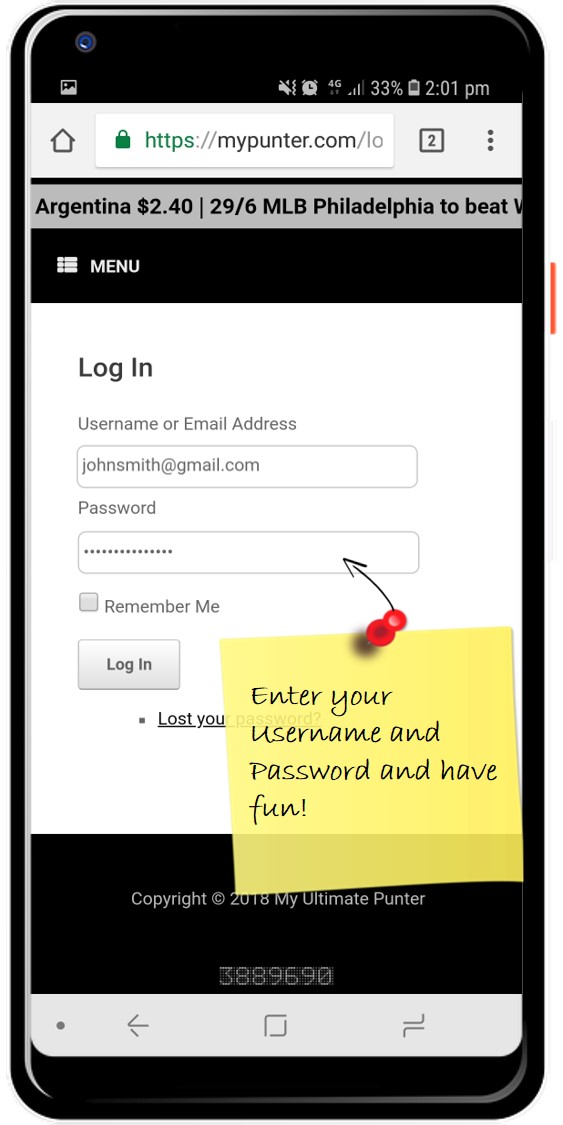 4G 33% 2:01 pm
https://mypunter.com/lo
2
Argentina $2.40 | 29/6 MLB Philadelphia to beat
MENU
Log In
Username or Email Address
johnsmith@gmail.com
Password
•••••••••••••••
Remember Me
Log In
Lost your password?
Enter your
Username and
Password and have
fun!
Copyright © 2018 My Ultimate Punter
3889690